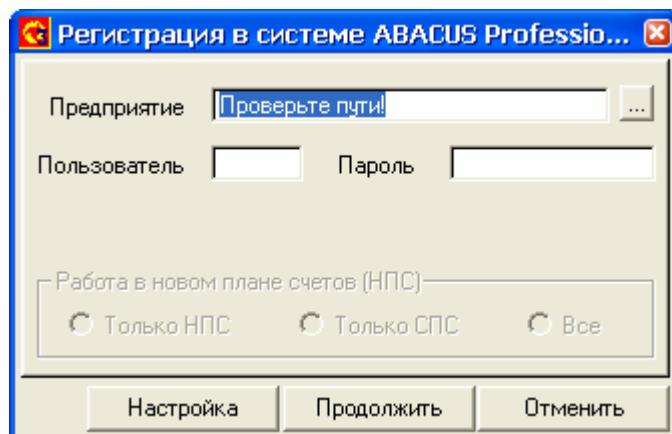 Регистрация в системе ABACUS Professio...
Предприятие Проверьте пути! ...
Пользователь Пароль
Работа в новом плане счетов (НПС)
Только НПС Только СПС Все
Настройка Продолжить Отменить